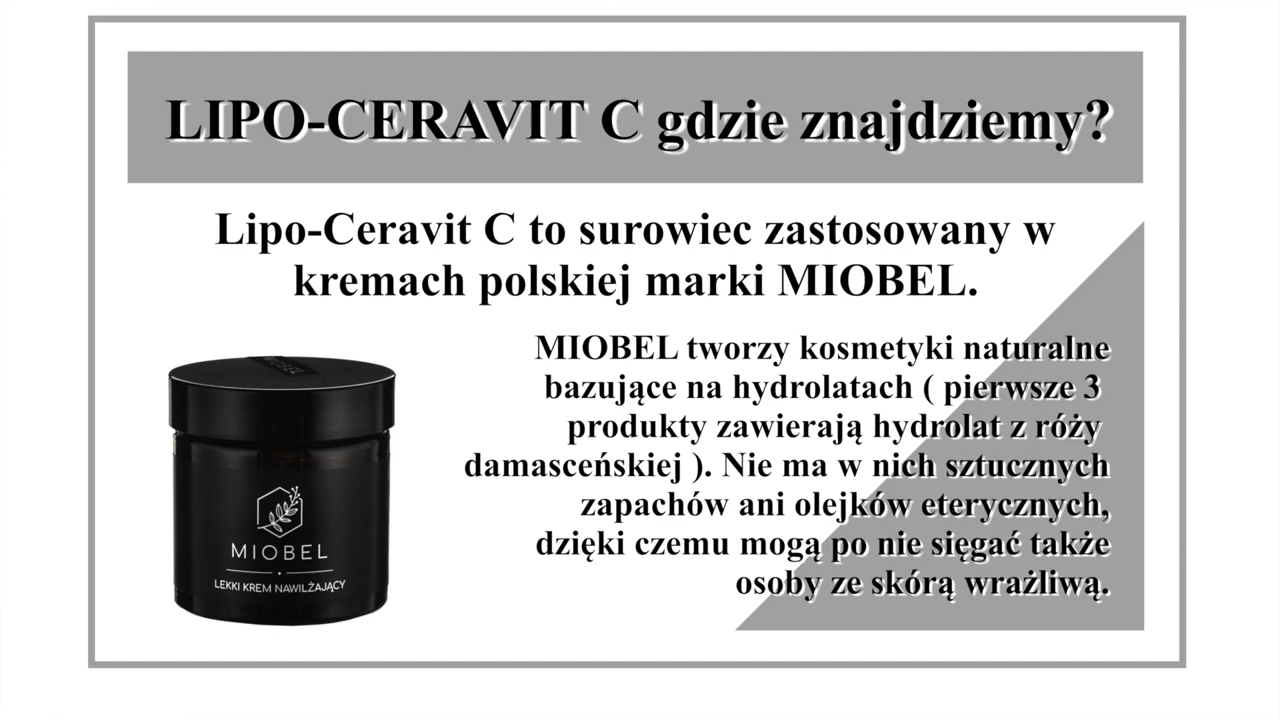 LIPO-CERAVIT C gdzie znajdziemy?
Lipo-Ceravit C to surowiec zastosowany w
kremach polskiej marki MIOBEL.
MIOBEL tworzy kosmetyki naturalne
bazujące na hydrolatach ( pierwsze 3
produkty zawierają hydrolat z róży
damasceńskiej ). Nie ma w nich sztucznych
zapachów ani olejków eterycznych,
dzięki czemu mogą po nie sięgać także
osoby ze skórą wrażliwą.
MIOBEL
MIOBEL
LEKKI KREM NAWILŻAJĄCY